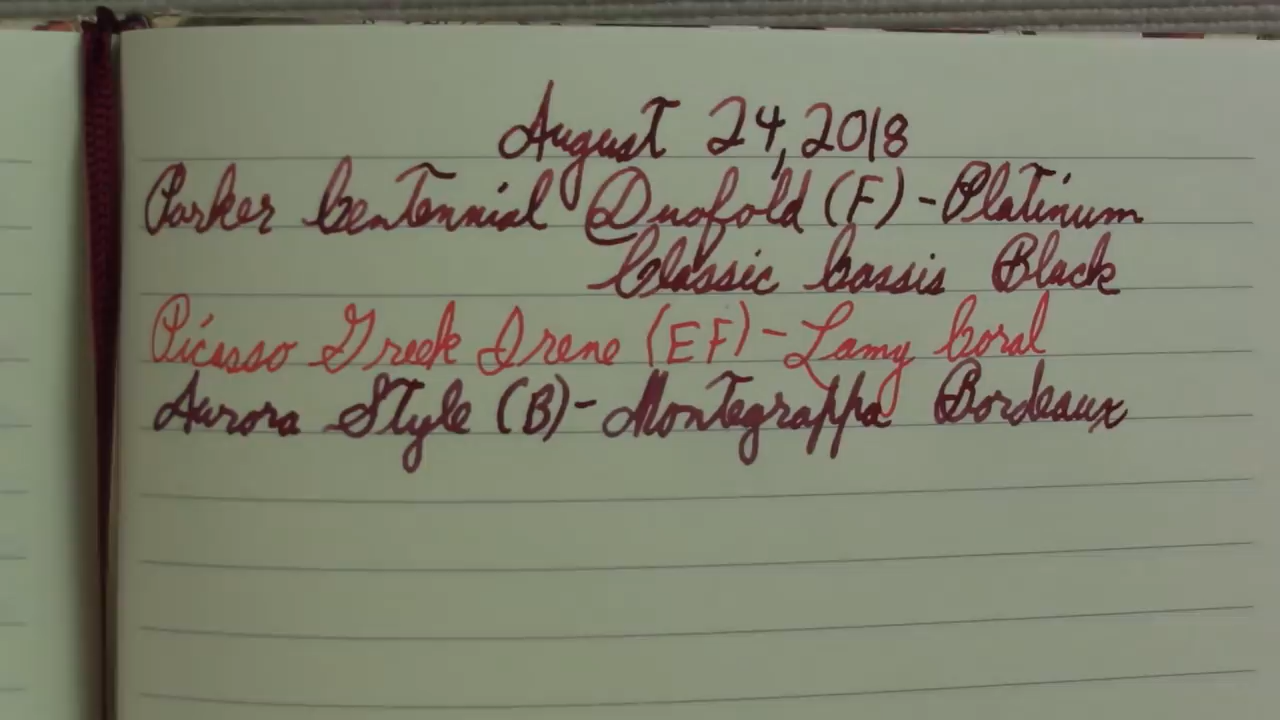 August 24, 2018
Parker Centennial Duofold (F) - Platinum
Classic Cassis Black
Picasso Greek Irene (EF) - Lamy Coral
Aurora Style (B) - Montegrappa Bordeaux